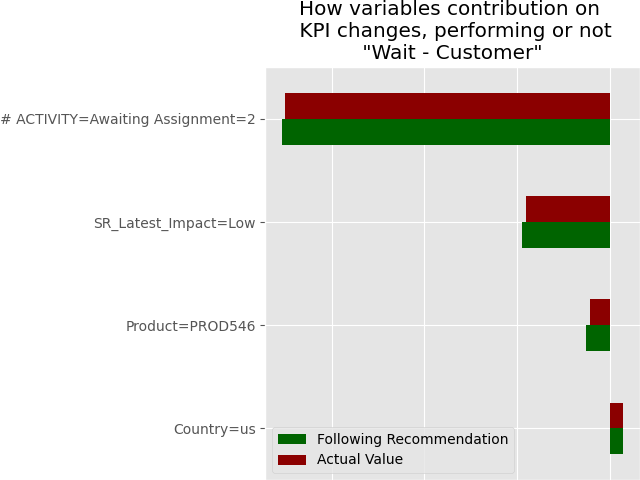 How variables contribution on
KPI changes, performing or not
"Wait - Customer"
# ACTIVITY=Awaiting Assignment=2
SR_Latest_Impact=Low
Product=PROD546
Country=us
Following Recommendation
Actual Value